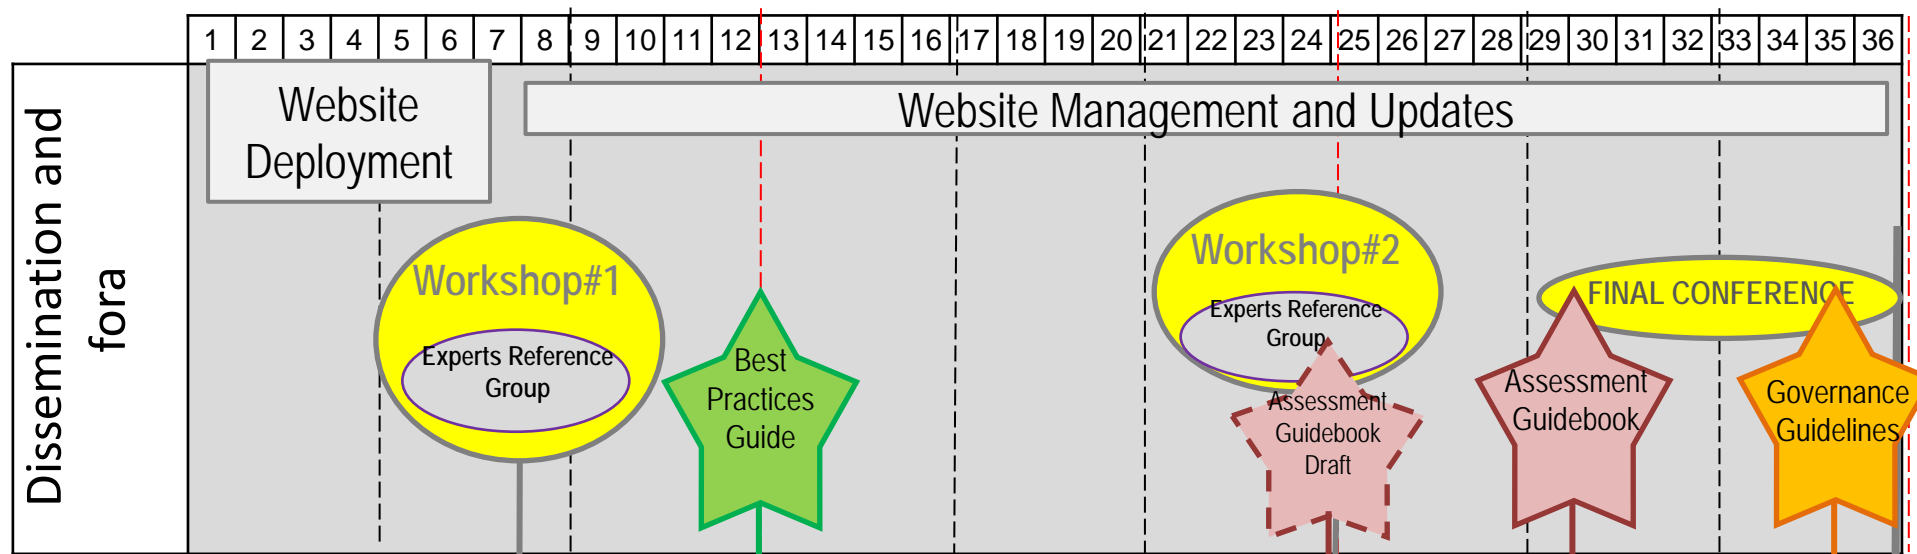 1 2 3 4 5 6 7 8 9 10 11 12 13 14 15 16 17 18 19 20 21 22 23 24 25 26 27 28 29 30 31 32 33 34 35 36
Dissemination and
fora
Website
Deployment
Website Management and Updates
Workshop#1
Experts Reference
Group
Best
Practices
Guide
Workshop#2
Experts Reference
Group
Assessment
Guidebook
Draft
FINAL CONFERENCE
Assessment
Guidebook
Governance
Guidelines